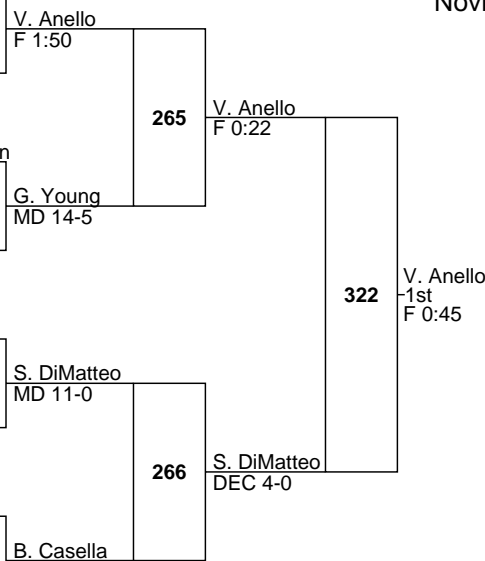 Novi
V. Anello
F 1:50
265
V. Anello
F 0:22
n
G. Young
MD 14-5
322
V. Anello
1st
F 0:45
S. DiMatteo
MD 11-0
266
S. DiMatteo
DEC 4-0
B. Casella